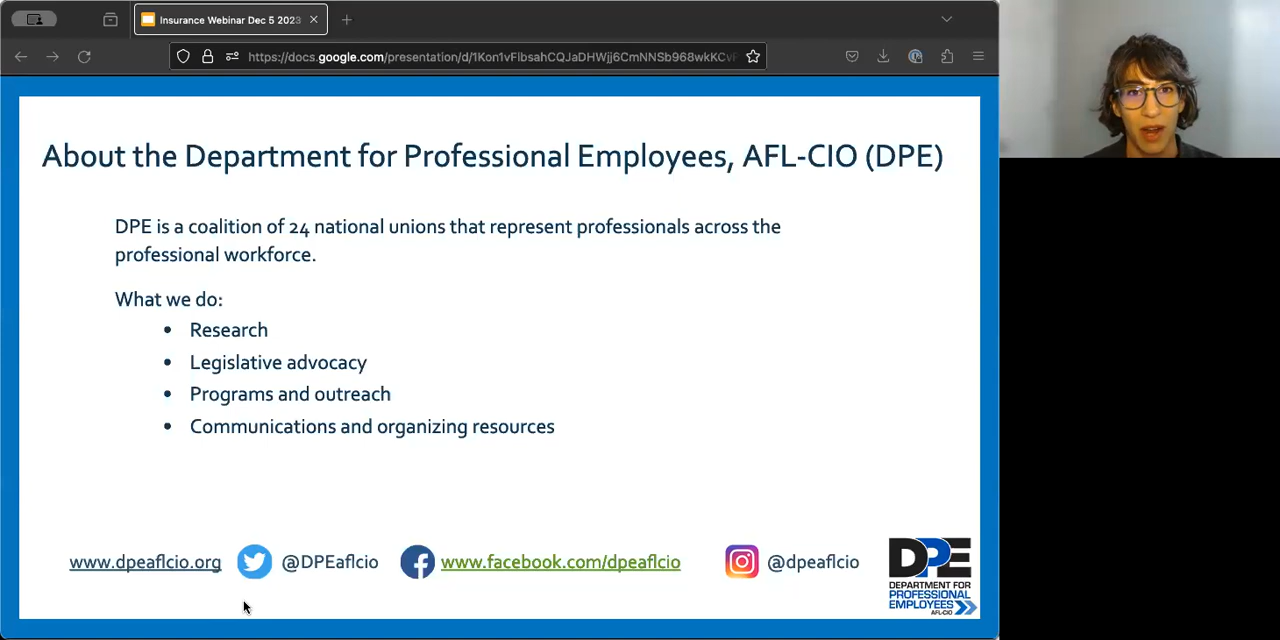 Insurance Webinar Dec 5 2023
https://docs.google.com/presentation/d/1Kon1vFlbsahCQJaDHWjj6CmNNSb968wkKCvF
About the Department for Professional Employees, AFL-CIO (DPE)
DPE is a coalition of 24 national unions that represent professionals across the
professional workforce.
What we do:
• Research
• Legislative advocacy
• Programs and outreach
• Communications and organizing resources
www.dpeaflcio.org @DPEaflcio www.facebook.com/dpeaflcio @dpeaflcio
DPE
DEPARTMENT FOR
PROFESSIONAL
EMPLOYEES
AFL-CIO